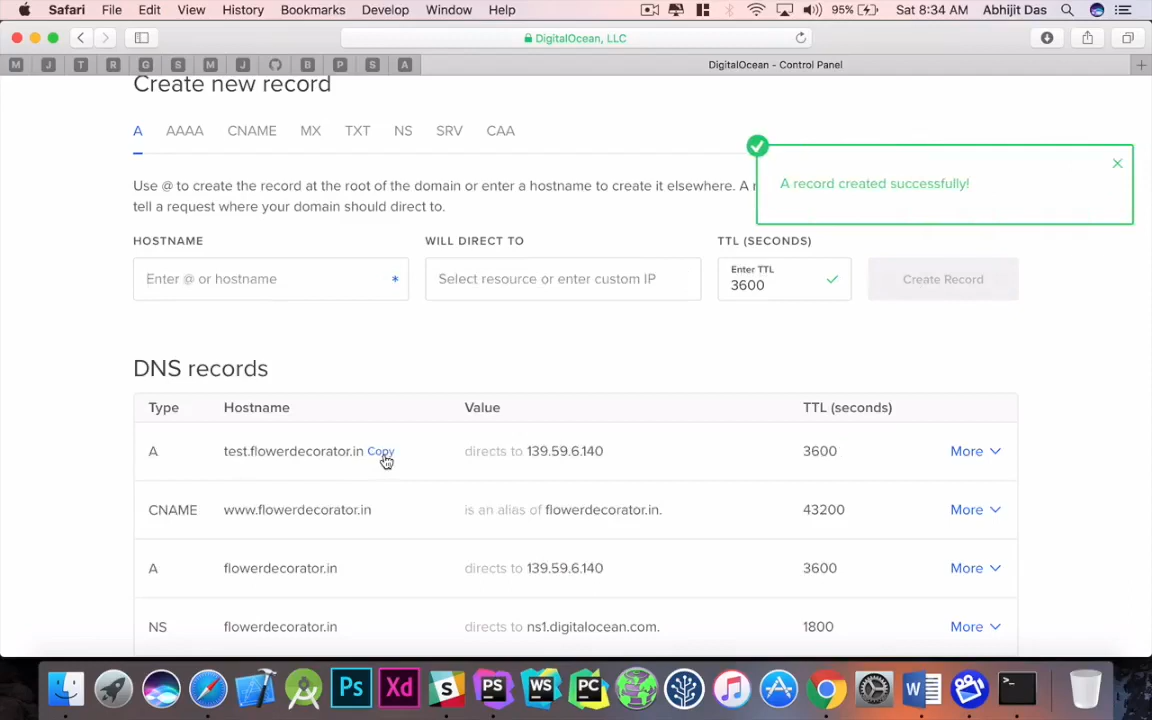 Safari File Edit View History Bookmarks Develop Window Help 95% Sat 8:34 AM Abhijit Das
DigitalOcean, LLC
M J T R G S M J B P S A DigitalOcean - Control Panel
Create new record
A AAAA CNAME MX TXT NS SRV CAA
A record created successfully!
Use @ to create the record at the root of the domain or enter a hostname to create it elsewhere. A r
tell a request where your domain should direct to.
HOSTNAME WILL DIRECT TO TTL (SECONDS)
Enter @ or hostname * Select resource or enter custom IP Enter TTL
3600 Create Record
DNS records
Type Hostname Value TTL (seconds)
A test.flowerdecorator.in Copy directs to 139.59.6.140 3600 More
CNAME www.flowerdecorator.in is an alias of flowerdecorator.in. 43200 More
A flowerdecorator.in directs to 139.59.6.140 3600 More
NS flowerdecorator.in directs to ns1.digitalocean.com. 1800 More
Ps Xd S PS WS PC W >_